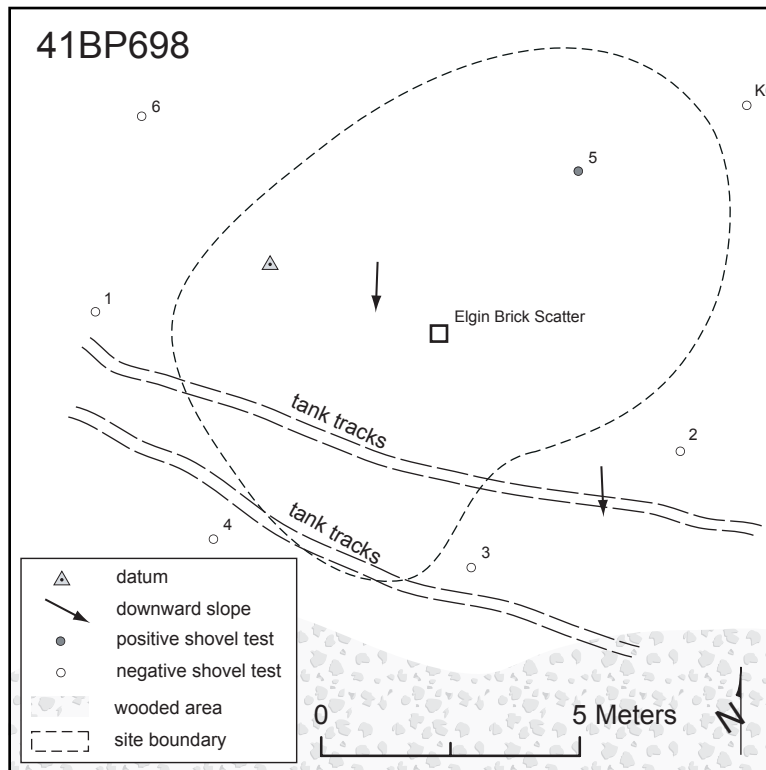 41BP698
6
5
1
Elgin Brick Scatter
tank tracks
2
tank tracks
4
3
datum
downward slope
positive shovel test
negative shovel test
wooded area
site boundary
0
5 Meters
N